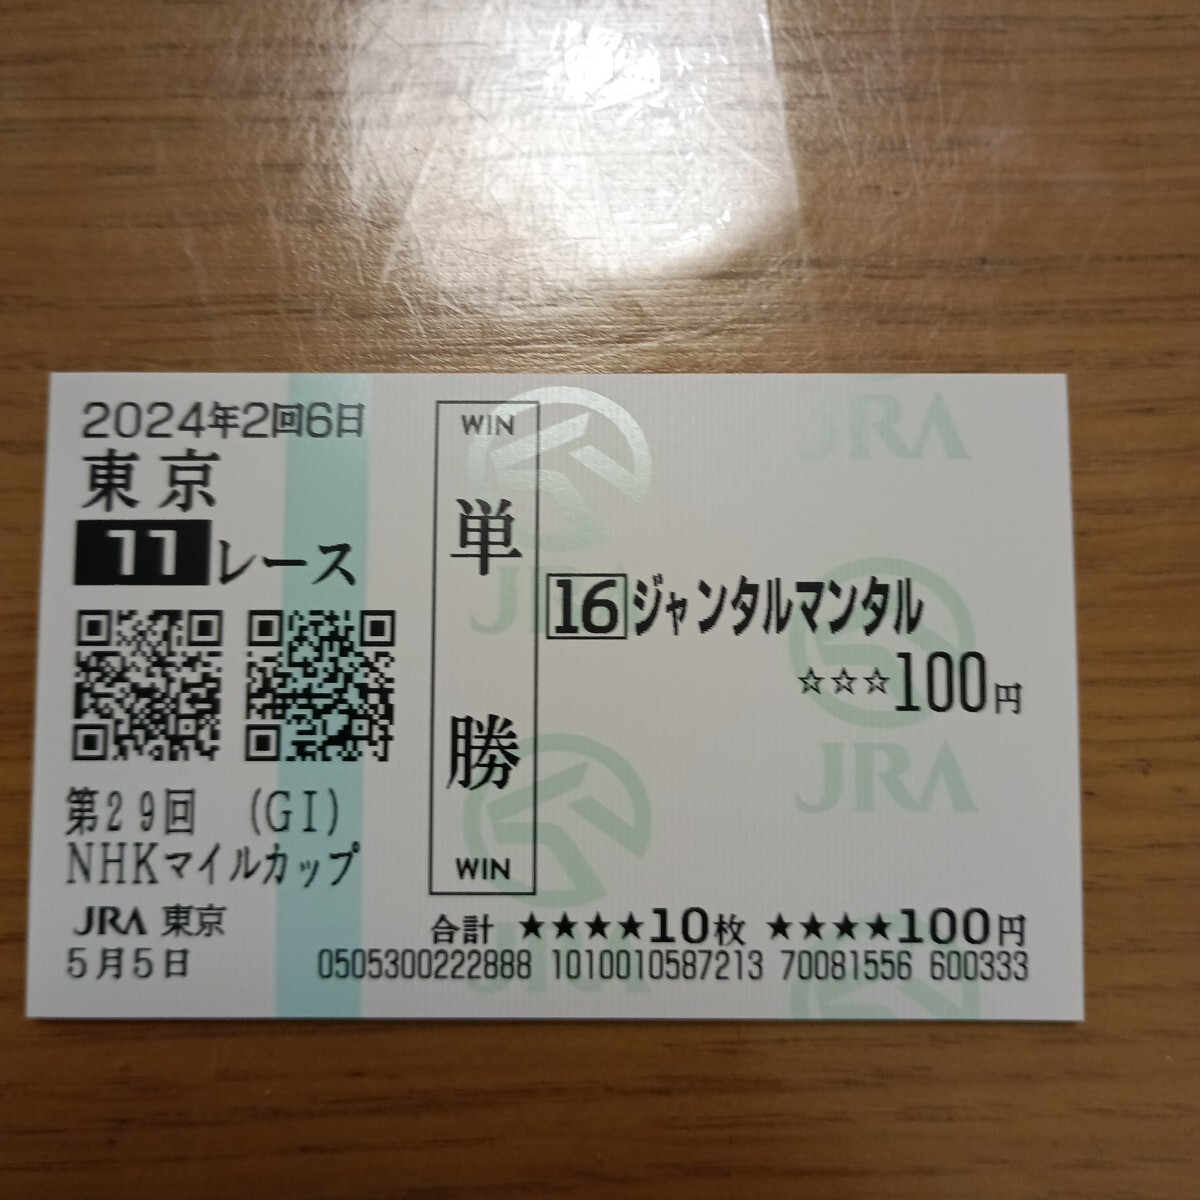 2024年2回6日
東京
11レース
第29回 (GI)
NHKマイルカップ
JRA 東京
5月5日
WIN
単勝
WIN
16 ジャンタルマンタル
☆☆☆100円
合計 ★★★★10枚 ★★★★100円
0505300222888 1010010587213 70081556 600333
JRA
JRA
JRA
JRA